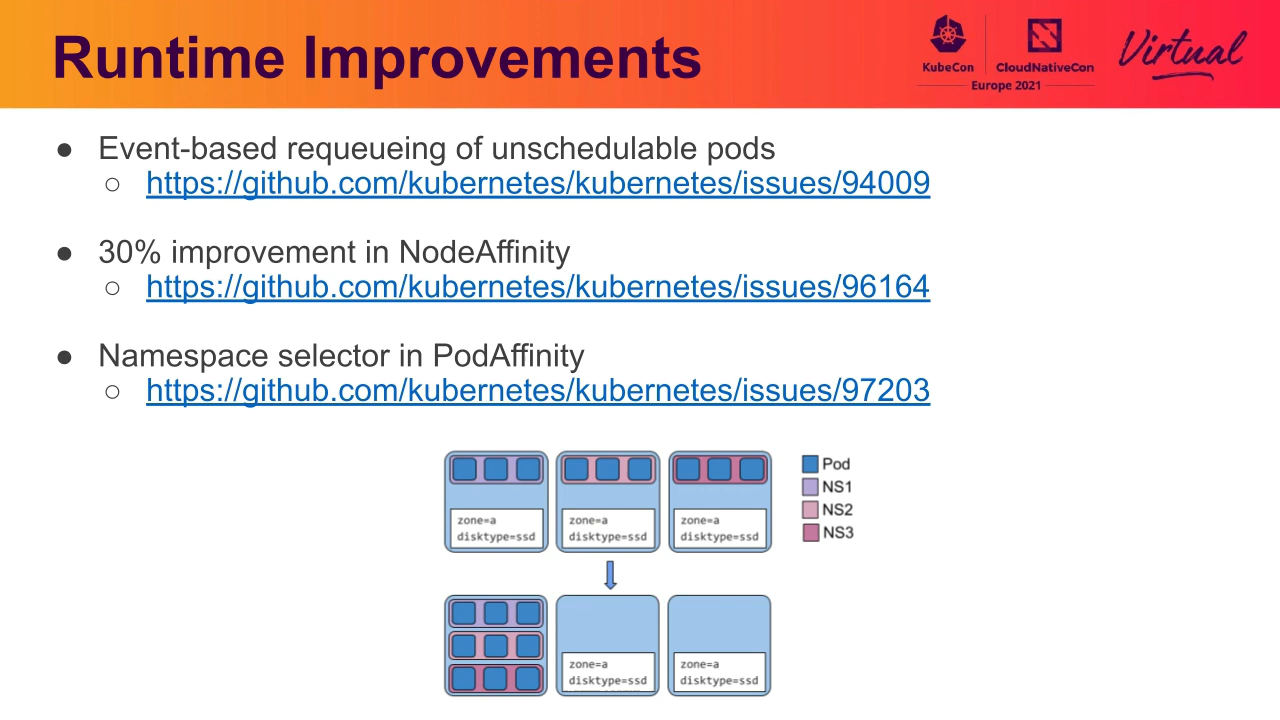 Runtime Improvements
KubeCon
CloudNativeCon
Europe 2021
Virtual
● Event-based requeueing of unschedulable pods
○ https://github.com/kubernetes/kubernetes/issues/94009
● 30% improvement in NodeAffinity
○ https://github.com/kubernetes/kubernetes/issues/96164
● Namespace selector in PodAffinity
○ https://github.com/kubernetes/kubernetes/issues/97203
zone=a
disktype=ssd
zone=a
disktype=ssd
zone=a
disktype=ssd
Pod
NS1
NS2
NS3
zone=a
disktype=ssd
zone=a
disktype=ssd